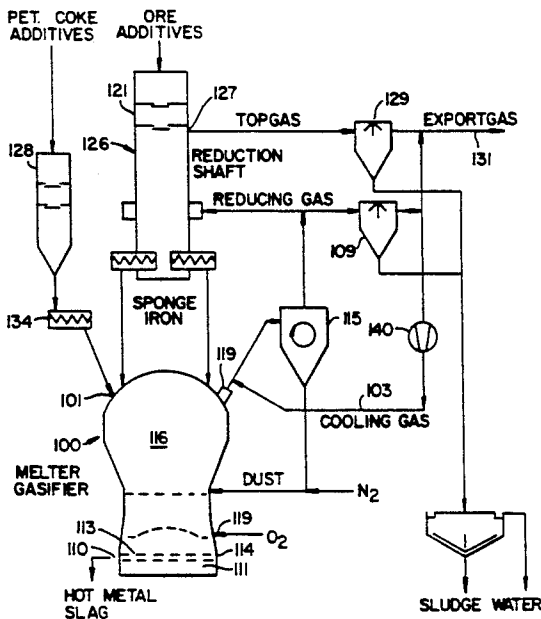 PET. COKE
ADDITIVES
ORE
ADDITIVES
121
127
129
TOPGAS
EXPORTGAS
131
126
REDUCTION
SHAFT
128
REDUCING GAS
109
SPONGE
IRON
115
134
119
140
101
103
COOLING GAS
100
116
MELTER
GASIFIER
DUST
N2
119
O2
113
110
114
111
HOT METAL
SLAG
SLUDGE WATER